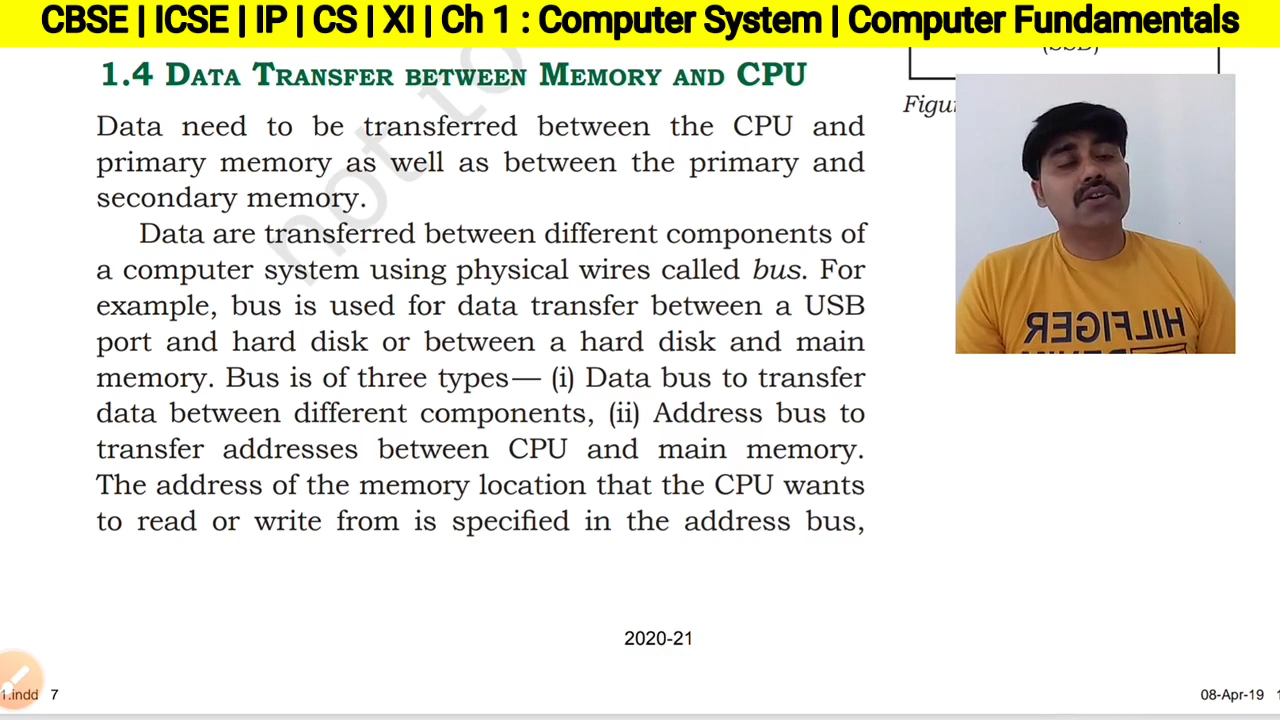 CBSE | ICSE | IP | CS | XI | Ch 1 : Computer System | Computer Fundamentals
(SSD)
1.4 DATA TRANSFER BETWEEN MEMORY AND CPU
Figu
Data need to be transferred between the CPU and
primary memory as well as between the primary and
secondary memory.
Data are transferred between different components of
a computer system using physical wires called bus. For
example, bus is used for data transfer between a USB
port and hard disk or between a hard disk and main
memory. Bus is of three types— (i) Data bus to transfer
data between different components, (ii) Address bus to
transfer addresses between CPU and main memory.
The address of the memory location that the CPU wants
to read or write from is specified in the address bus,
not to
HILFIGER
2020-21
1.indd 7
08-Apr-19